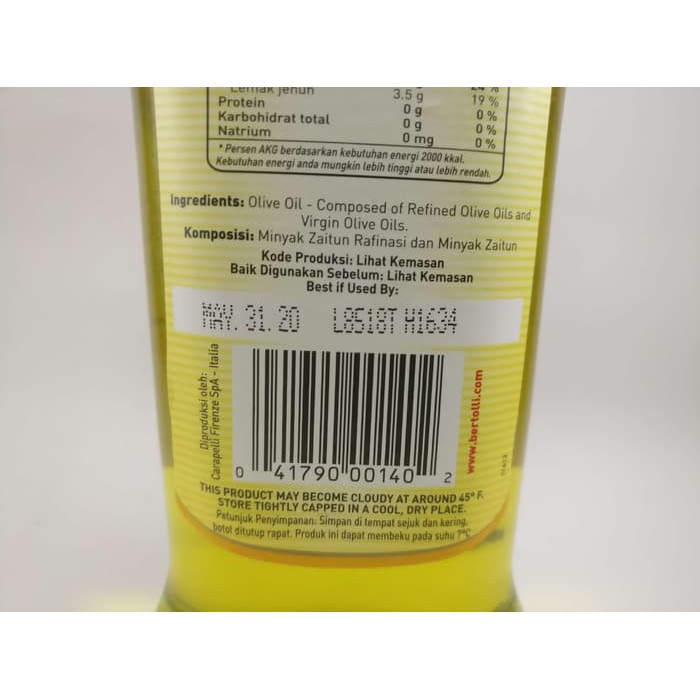 Lemak jenuh 3.5 g 19 %
Protein 0 g 0 %
Karbohidrat total 0 g 0 %
Natrium 0 mg 0 %
* Persen AKG berdasarkan kebutuhan energi 2000 kkal.
Kebutuhan energi anda mungkin lebih tinggi atau lebih rendah.
Ingredients: Olive Oil - Composed of Refined Olive Oils and
Virgin Olive Oils.
Komposisi: Minyak Zaitun Rafinasi dan Minyak Zaitun
Kode Produksi: Lihat Kemasan
Baik Digunakan Sebelum: Lihat Kemasan
Best if Used By:
MAY. 31. 20 L8518T H1634
Diproduksi oleh:
Carapelli Firenze SpA - Italia
www.bertolli.com
0 41790 00140 2
THIS PRODUCT MAY BECOME CLOUDY AT AROUND 45° F.
STORE TIGHTLY CAPPED IN A COOL, DRY PLACE.
Petunjuk Penyimpanan: Simpan di tempat sejuk dan kering,
botol ditutup rapat. Produk ini dapat membeku pada suhu 7°C